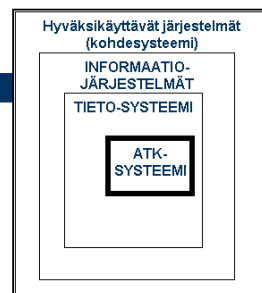 Hyväksikäyttävät järjestelmät
(kohdesysteemi)
INFORMAATIO-
JÄRJESTELMÄT
TIETO-SYSTEEMI
ATK-
SYSTEEMI